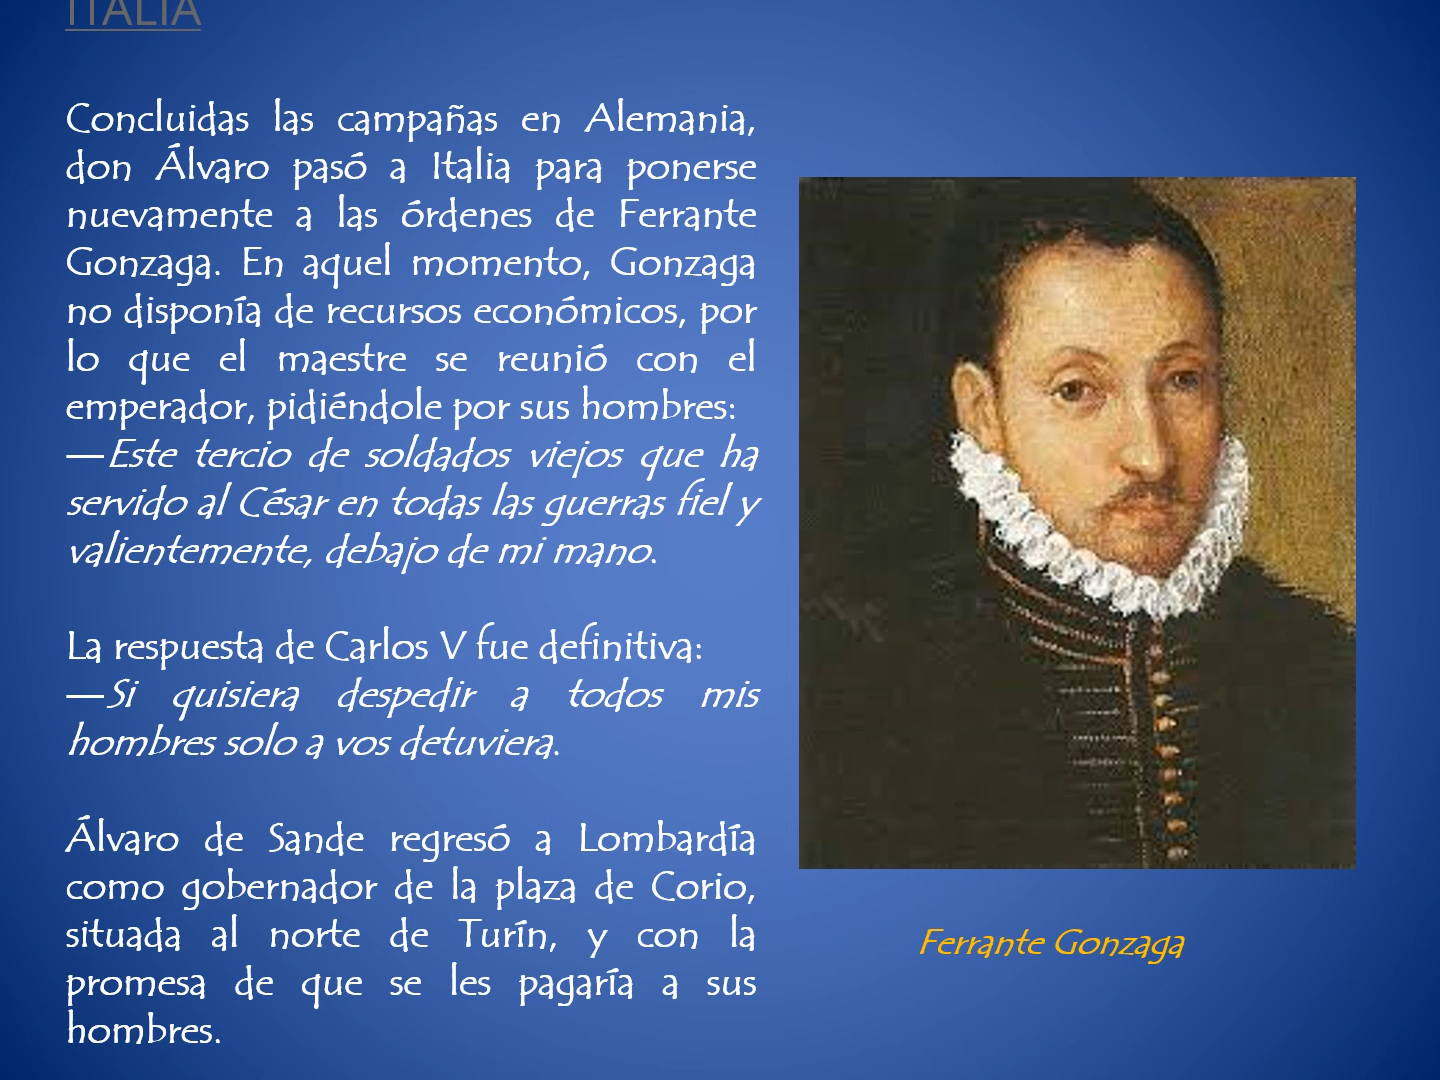 ITALIA
Concluidas las campañas en Alemania,
don Álvaro pasó a Italia para ponerse
nuevamente a las órdenes de Ferrante
Gonzaga. En aquel momento, Gonzaga
no disponía de recursos económicos, por
lo que el maestre se reunió con el
emperador, pidiéndole por sus hombres:
—Este tercio de soldados viejos que ha
servido al César en todas las guerras fiel y
valientemente, debajo de mi mano.
La respuesta de Carlos V fue definitiva:
—Si quisiera despedir a todos mis
hombres solo a vos detuviera.
Álvaro de Sande regresó a Lombardía
como gobernador de la plaza de Corio,
situada al norte de Turín, y con la
promesa de que se les pagaría a sus
hombres.
Ferrante Gonzaga